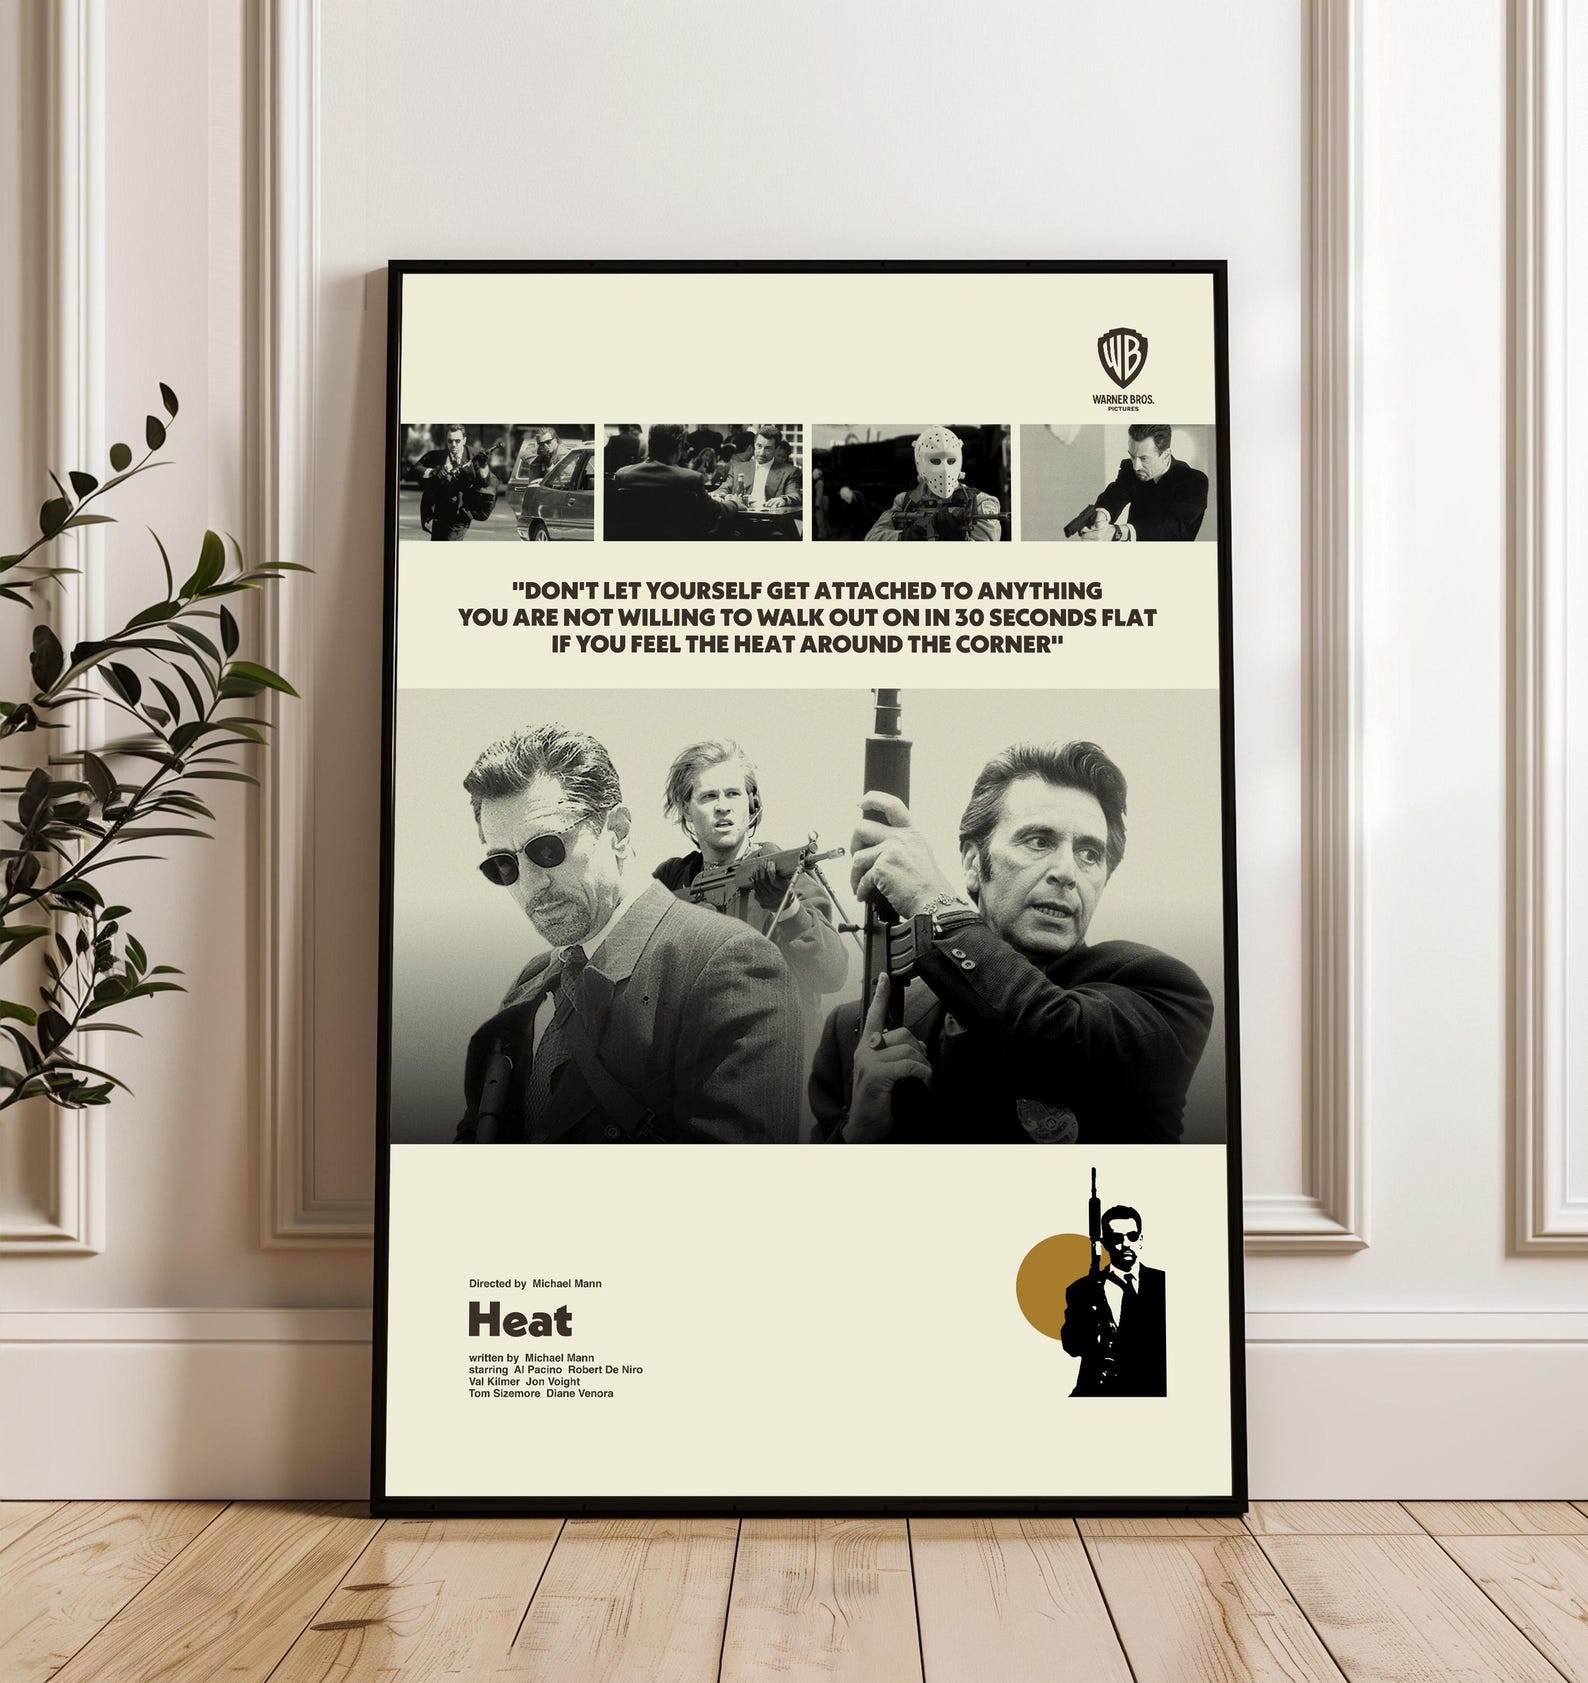 WB
WARNER BROS.
PICTURES
"DON'T LET YOURSELF GET ATTACHED TO ANYTHING
YOU ARE NOT WILLING TO WALK OUT ON IN 30 SECONDS FLAT
IF YOU FEEL THE HEAT AROUND THE CORNER"
Directed by Michael Mann
Heat
written by Michael Mann
starring Al Pacino Robert De Niro
Val Kilmer Jon Voight
Tom Sizemore Diane Venora